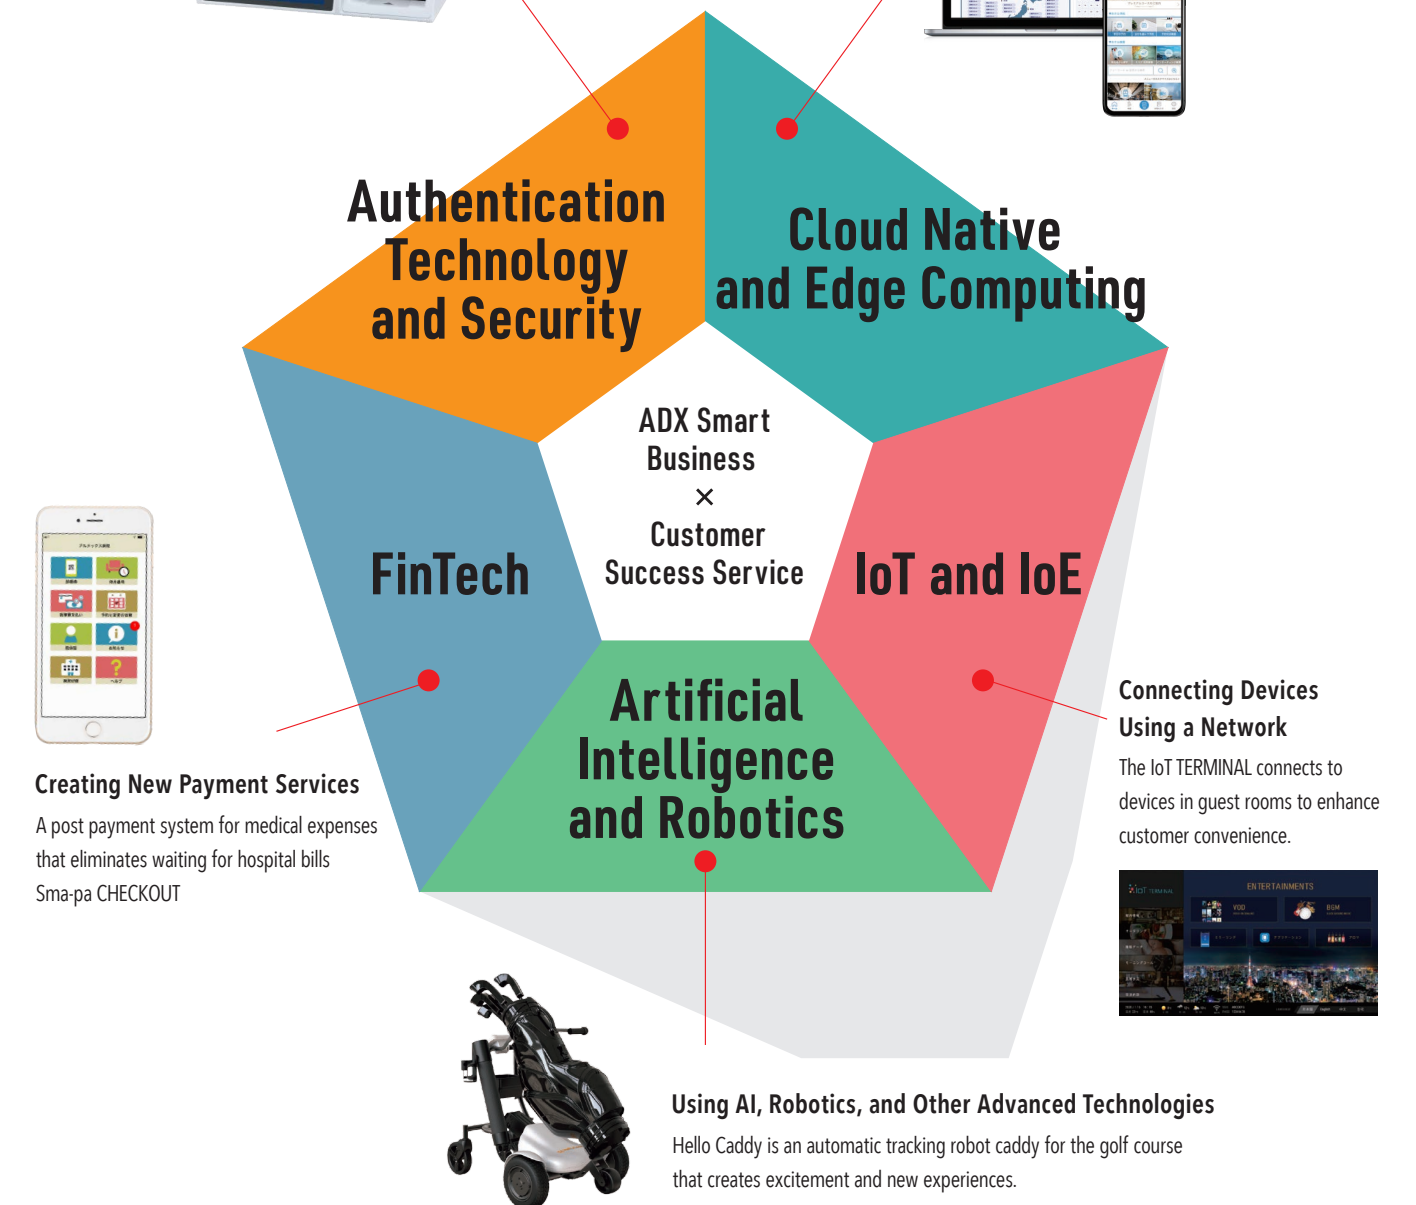 Authentication
Technology
and Security
Cloud Native
and Edge Computing
ADX Smart
Business
×
Customer
Success Service
FinTech
IoT and IoE
Artificial
Intelligence
and Robotics
Creating New Payment Services
A post payment system for medical expenses
that eliminates waiting for hospital bills
Sma-pa CHECKOUT
Connecting Devices
Using a Network
The IoT TERMINAL connects to
devices in guest rooms to enhance
customer convenience.
IoT TERMINAL
ENTERTAINMENTS
VOD
BGM
Using AI, Robotics, and Other Advanced Technologies
Hello Caddy is an automatic tracking robot caddy for the golf course
that creates excitement and new experiences.